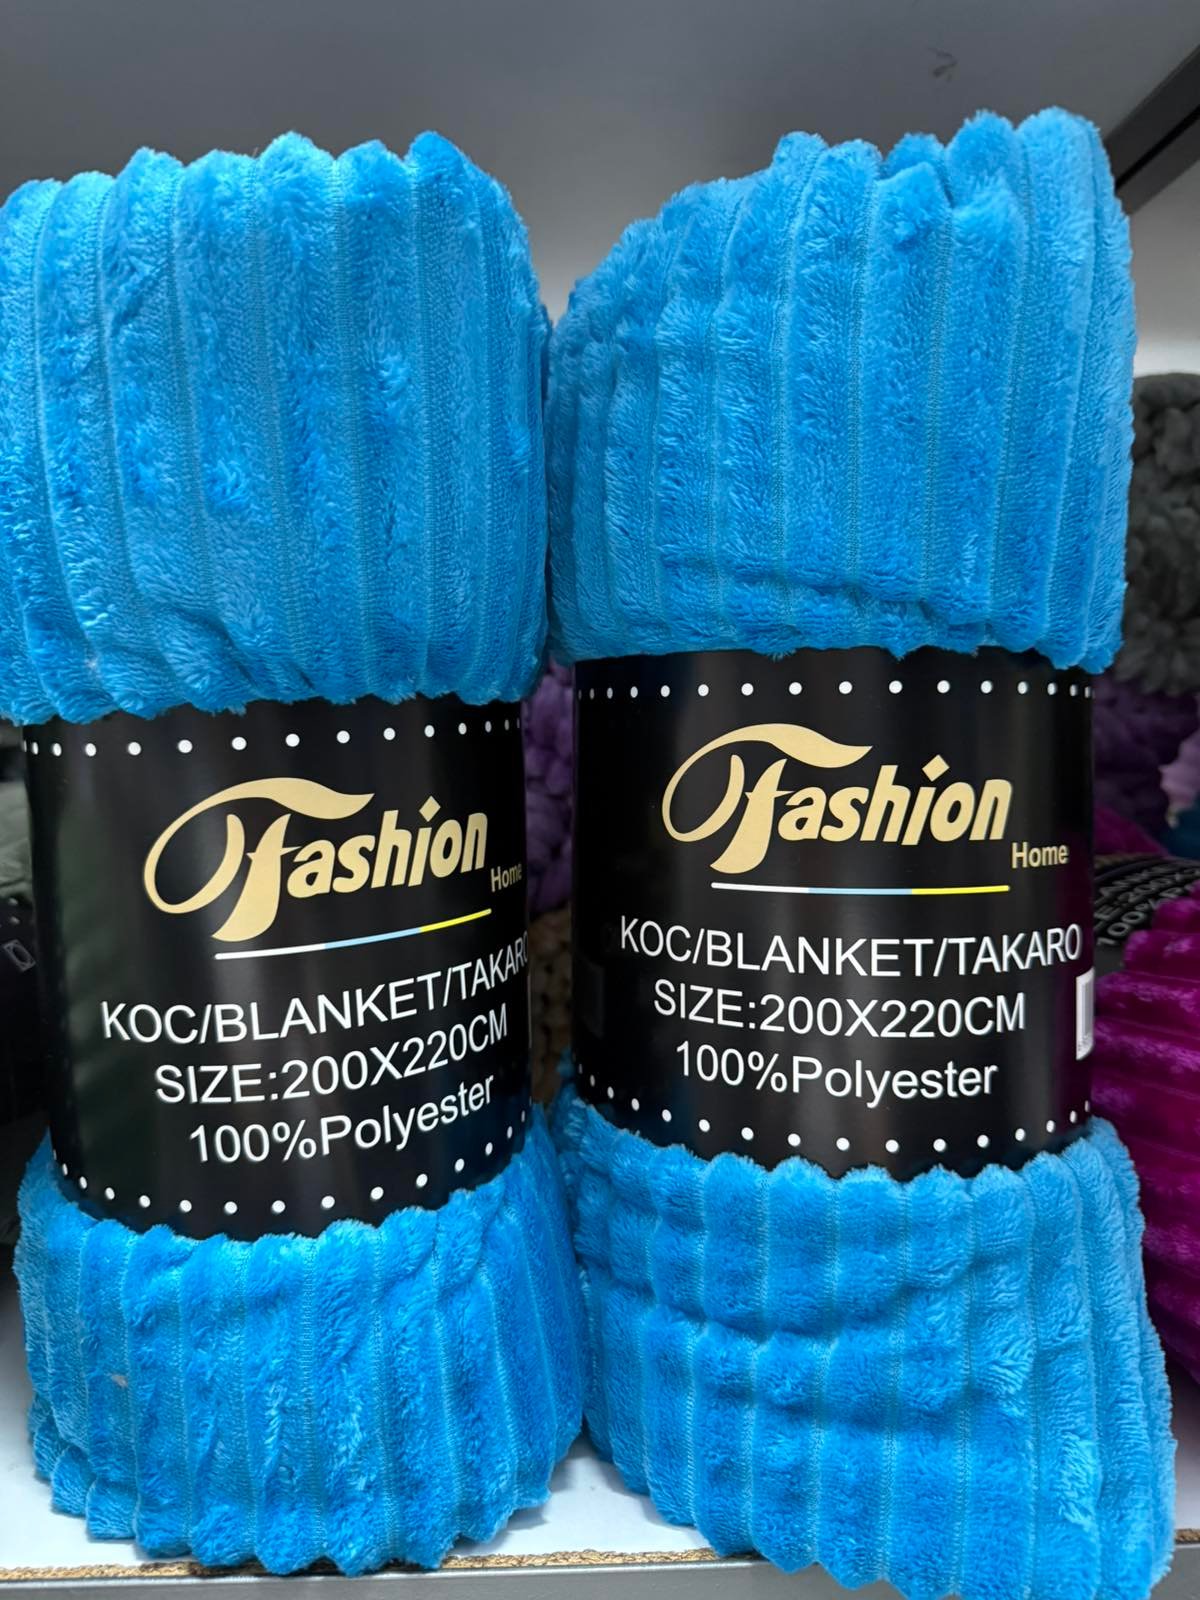 Fashion
Home
KOC/BLANKET/TAKARO
SIZE:200X220CM
100%Polyester
Fashion
Home
KOC/BLANKET/TAKARO
SIZE:200X220CM
100%Polyester